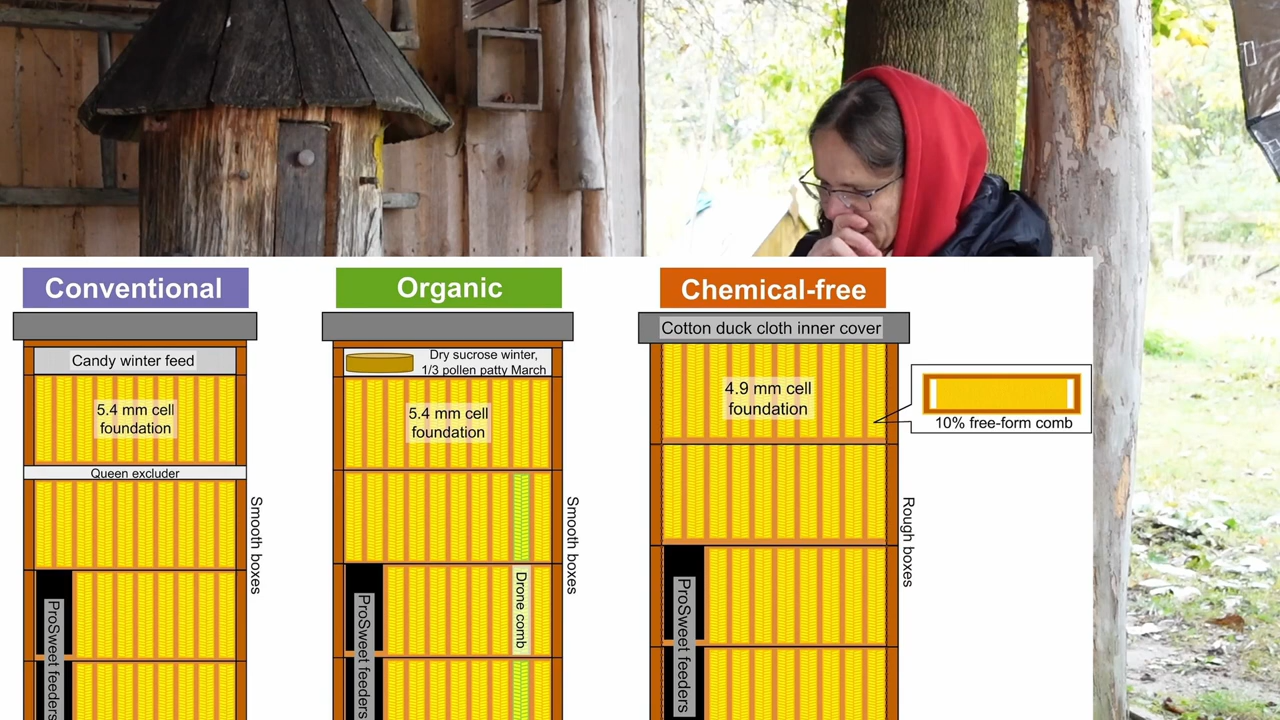 Conventional
Organic
Chemical-free
Candy winter feed
5.4 mm cell
foundation
Queen excluder
Smooth boxes
ProSweet feeders
Dry sucrose winter,
1/3 pollen patty March
5.4 mm cell
foundation
Drone comb
Smooth boxes
ProSweet feeders
Cotton duck cloth inner cover
4.9 mm cell
foundation
10% free-form comb
Rough boxes
ProSweet feeders